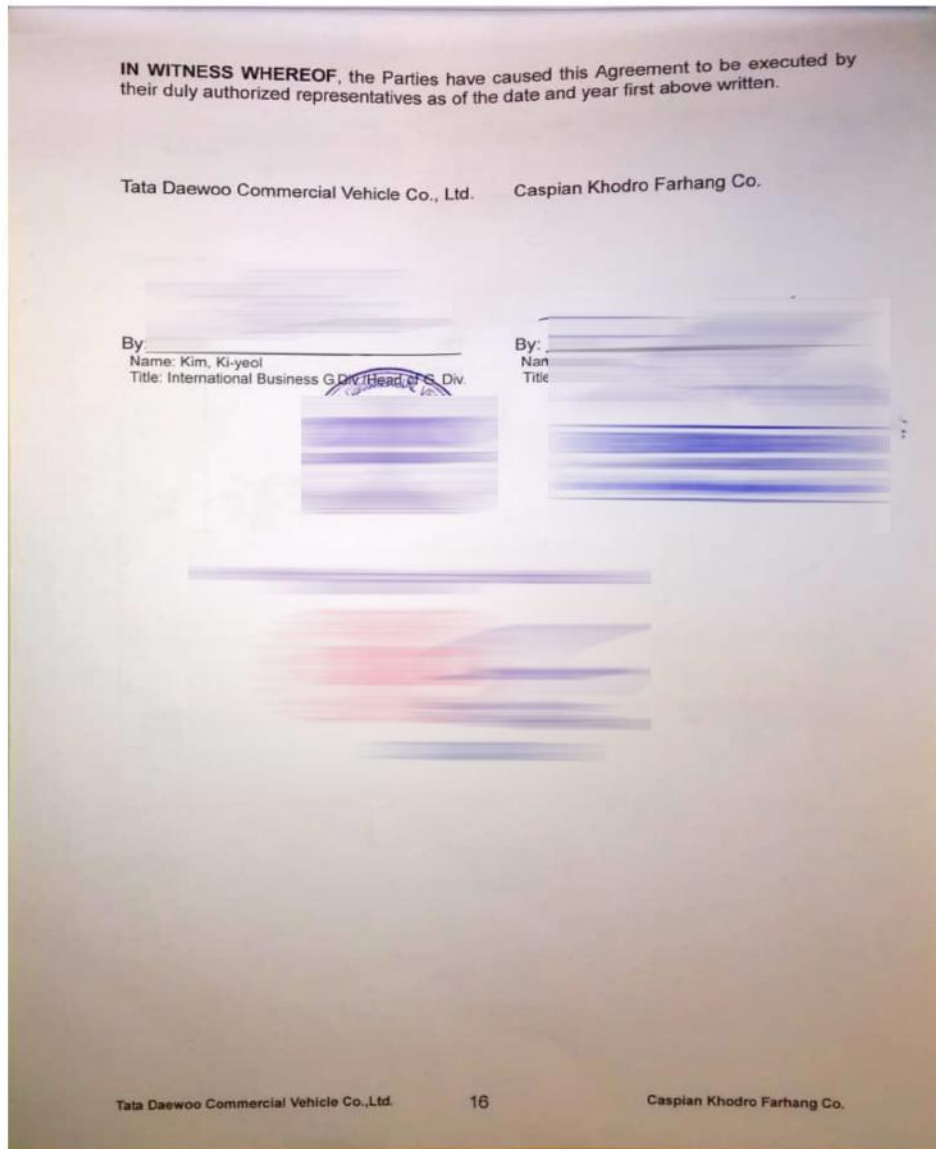 IN WITNESS WHEREOF, the Parties have caused this Agreement to be executed by
their duly authorized representatives as of the date and year first above written.
Tata Daewoo Commercial Vehicle Co., Ltd. Caspian Khodro Farhang Co.
By: By:
Name: Kim, Ki-yeol Nam
Title: International Business G.Div./Head of G. Div. Title
Tata Daewoo Commercial Vehicle Co.,Ltd. 16 Caspian Khodro Farhang Co.